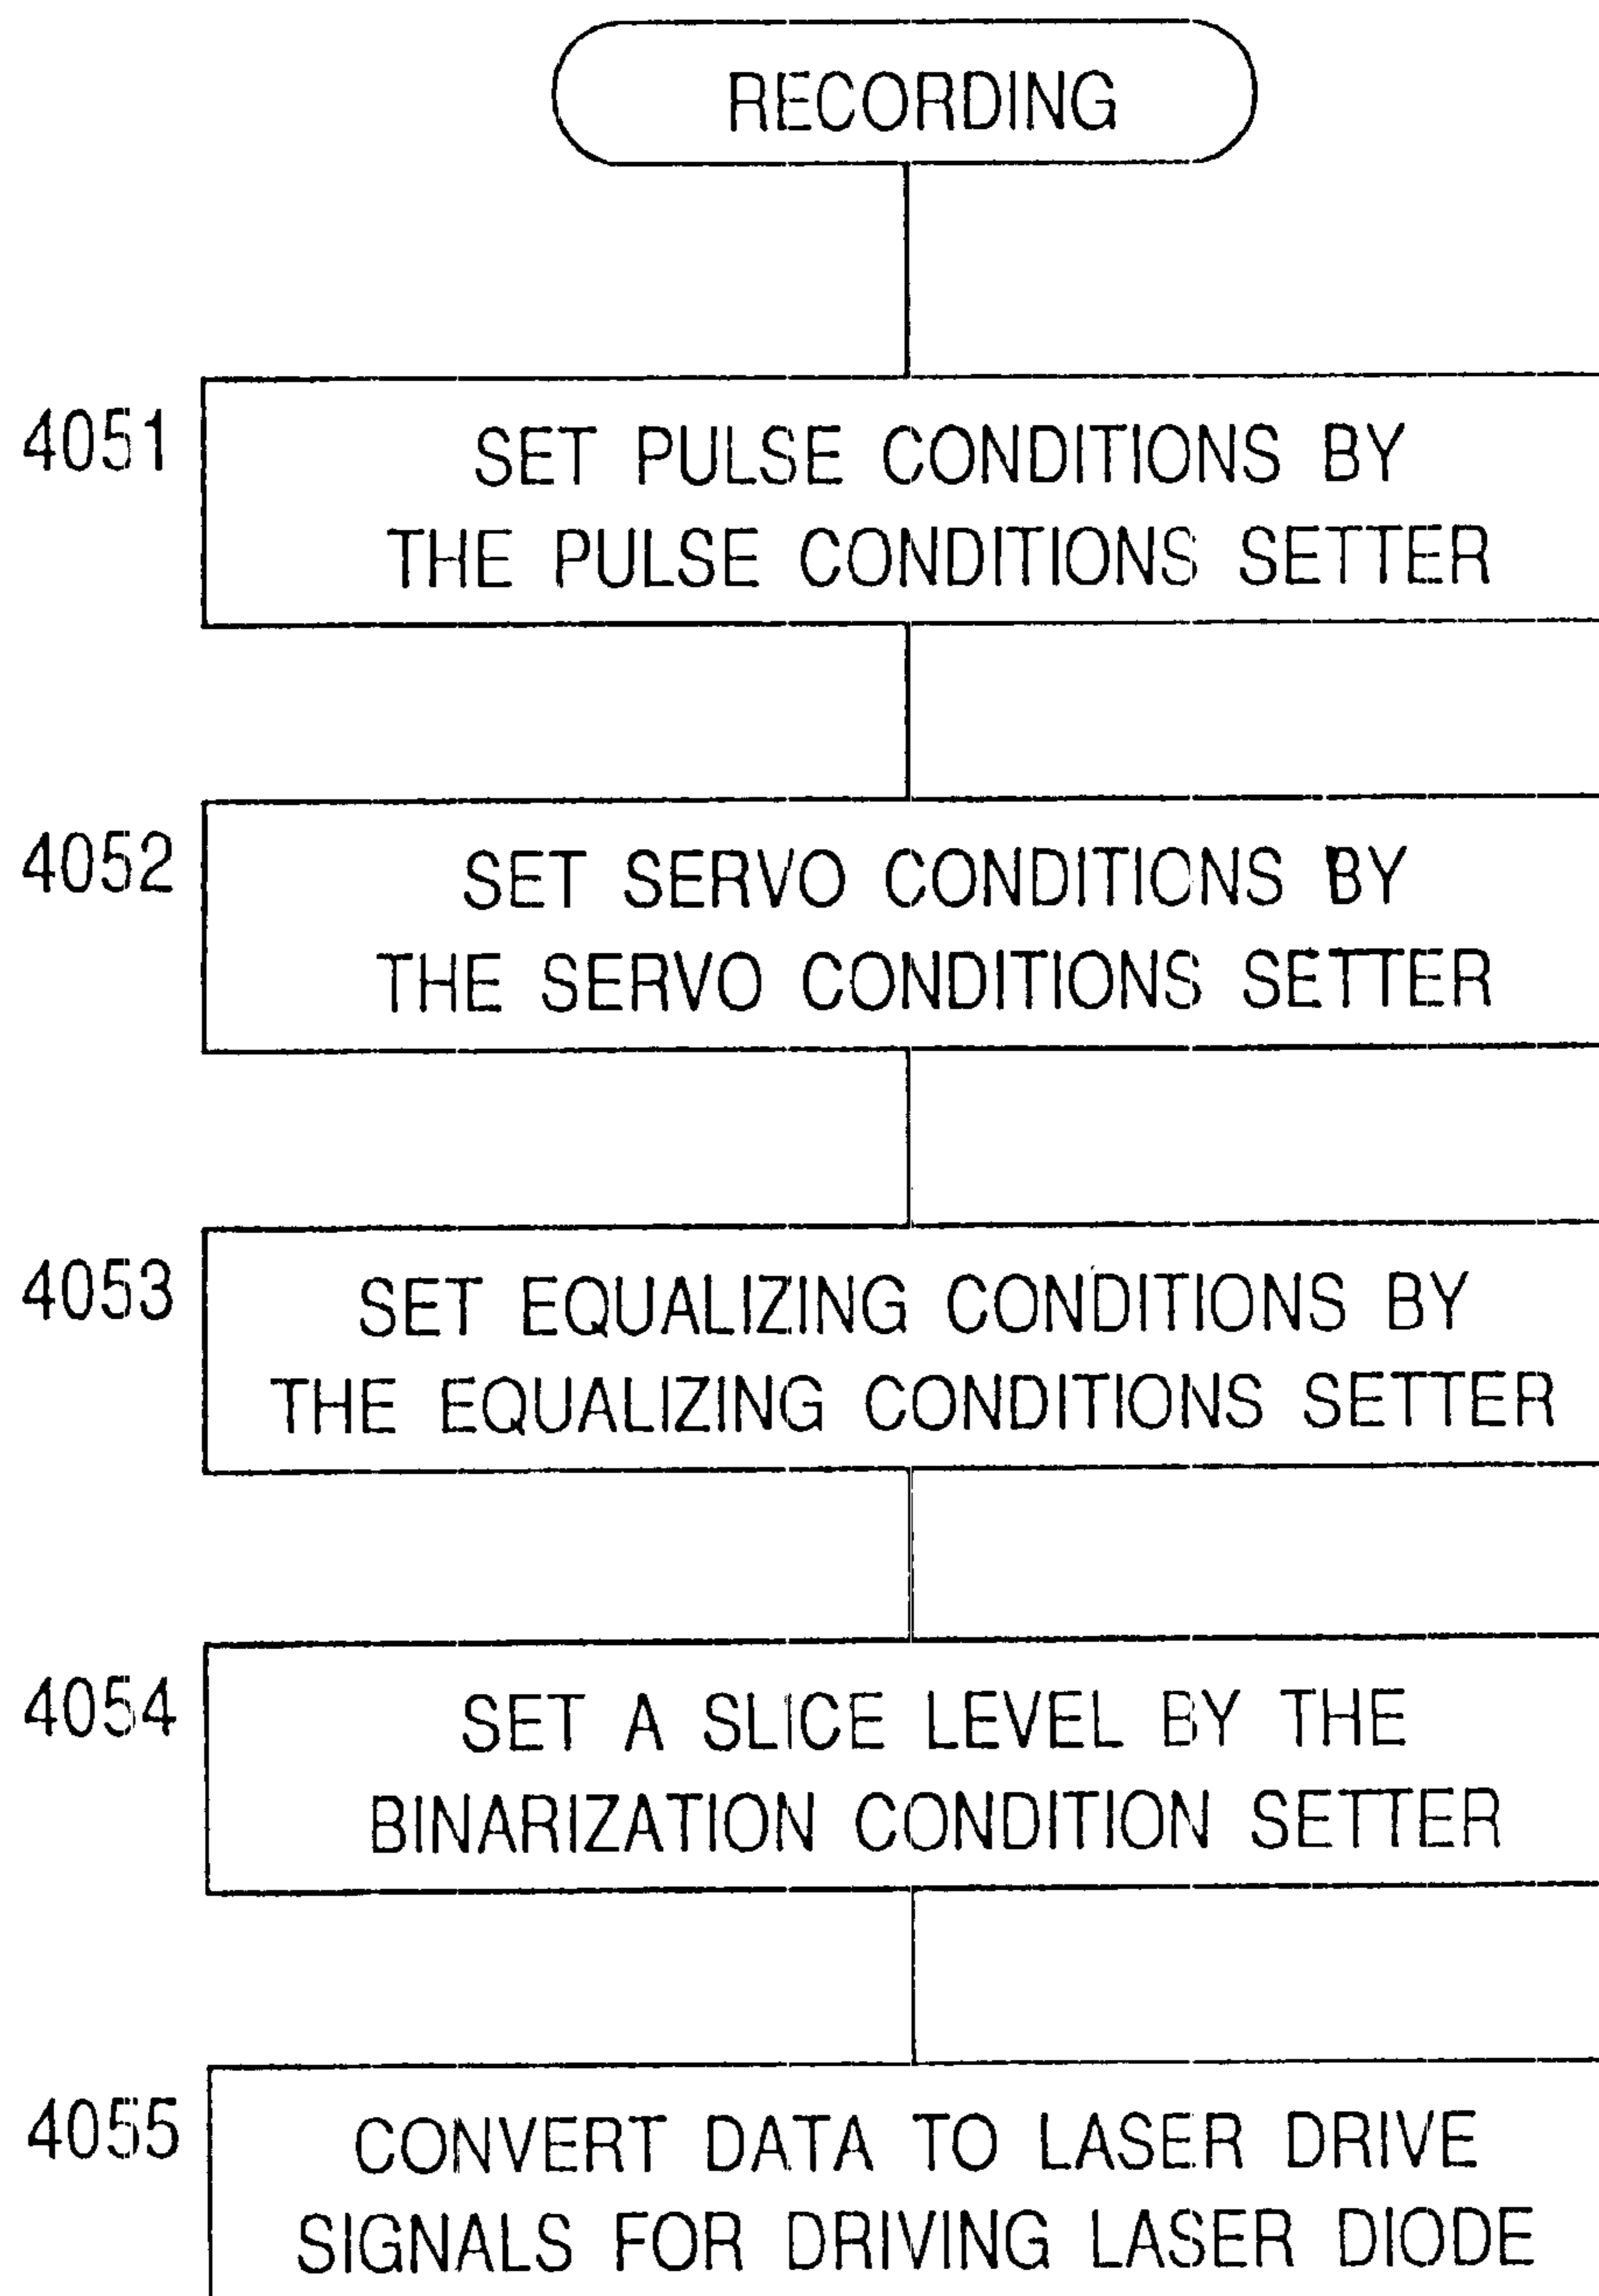 RECORDING
4051
SET PULSE CONDITIONS BY
THE PULSE CONDITIONS SETTER
4052
SET SERVO CONDITIONS BY
THE SERVO CONDITIONS SETTER
4053
SET EQUALIZING CONDITIONS BY
THE EQUALIZING CONDITIONS SETTER
4054
SET A SLICE LEVEL BY THE
BINARIZATION CONDITION SETTER
4055
CONVERT DATA TO LASER DRIVE
SIGNALS FOR DRIVING LASER DIODE